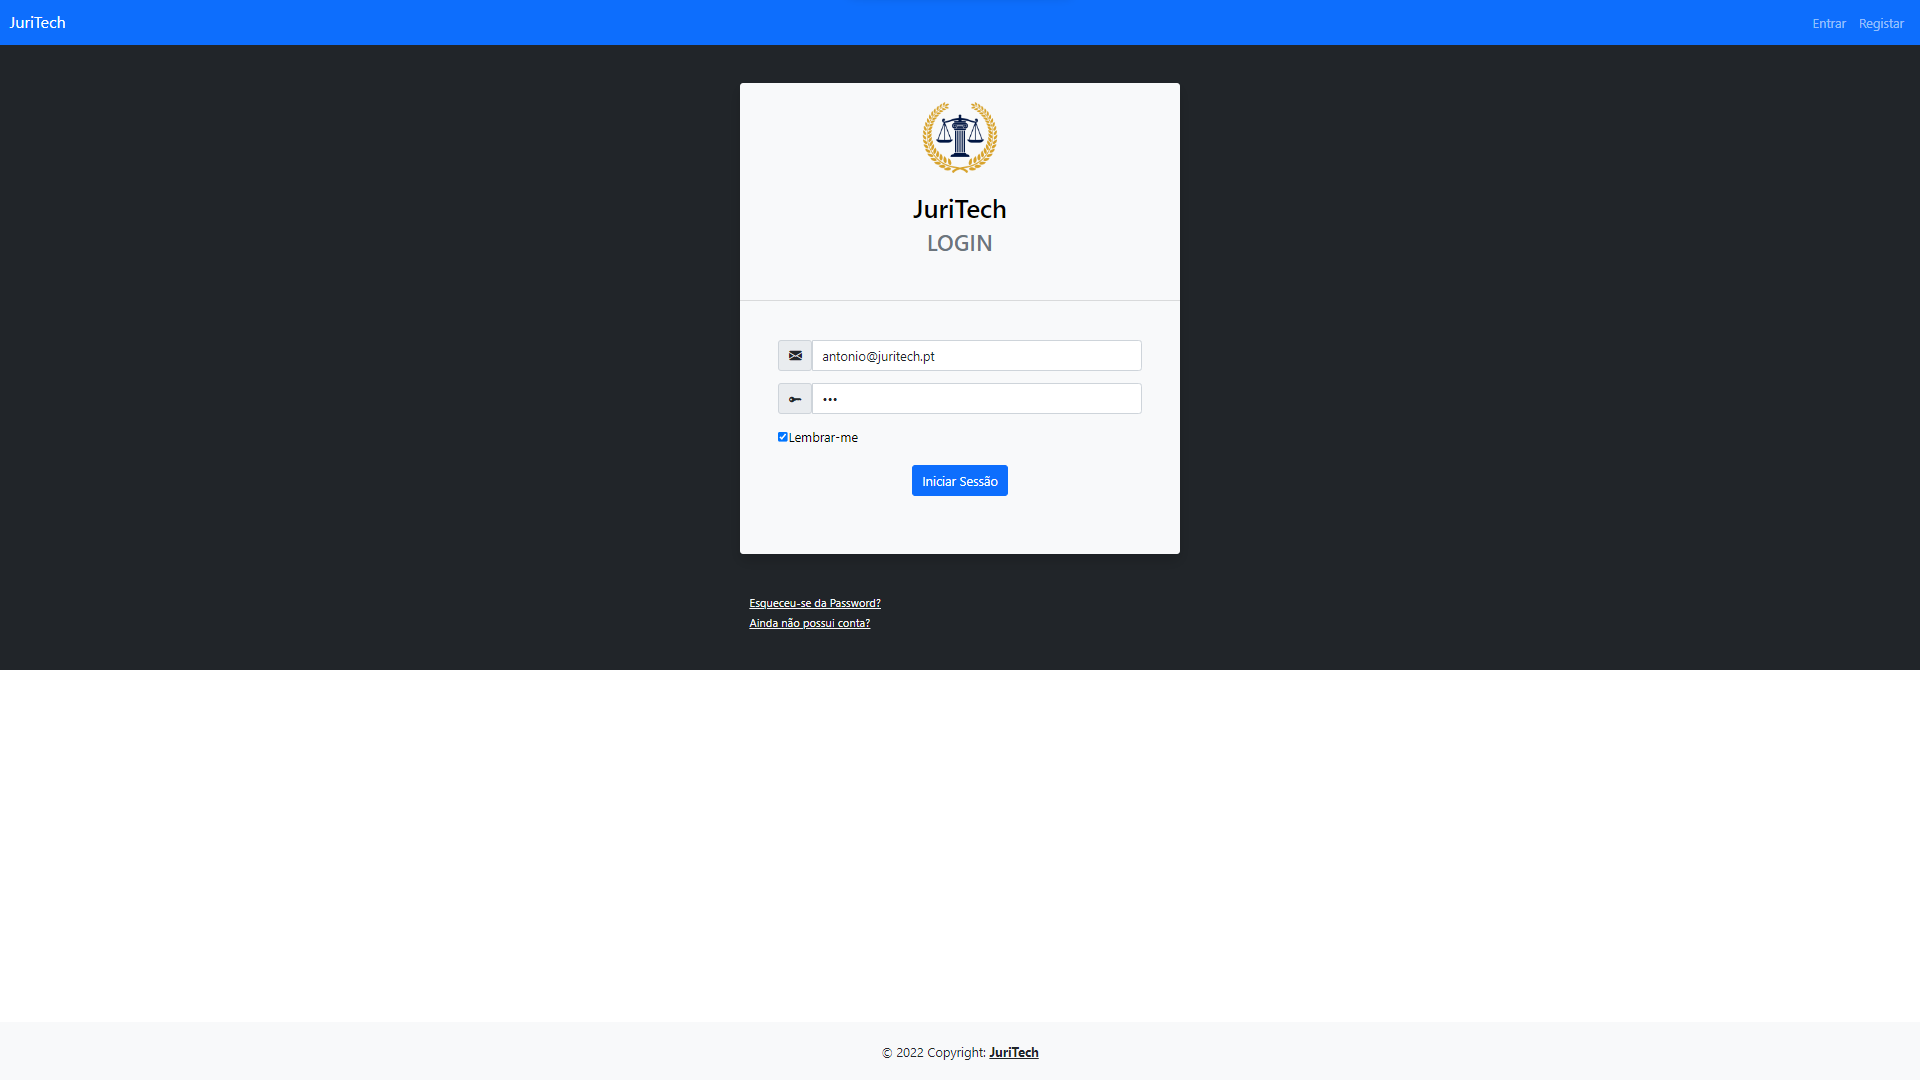 JuriTech
Entrar Registar
JuriTech
LOGIN
antonio@juritech.pt
•••
Lembrar-me
Iniciar Sessão
Esqueceu-se da Password?
Ainda não possui conta?
© 2022 Copyright: JuriTech